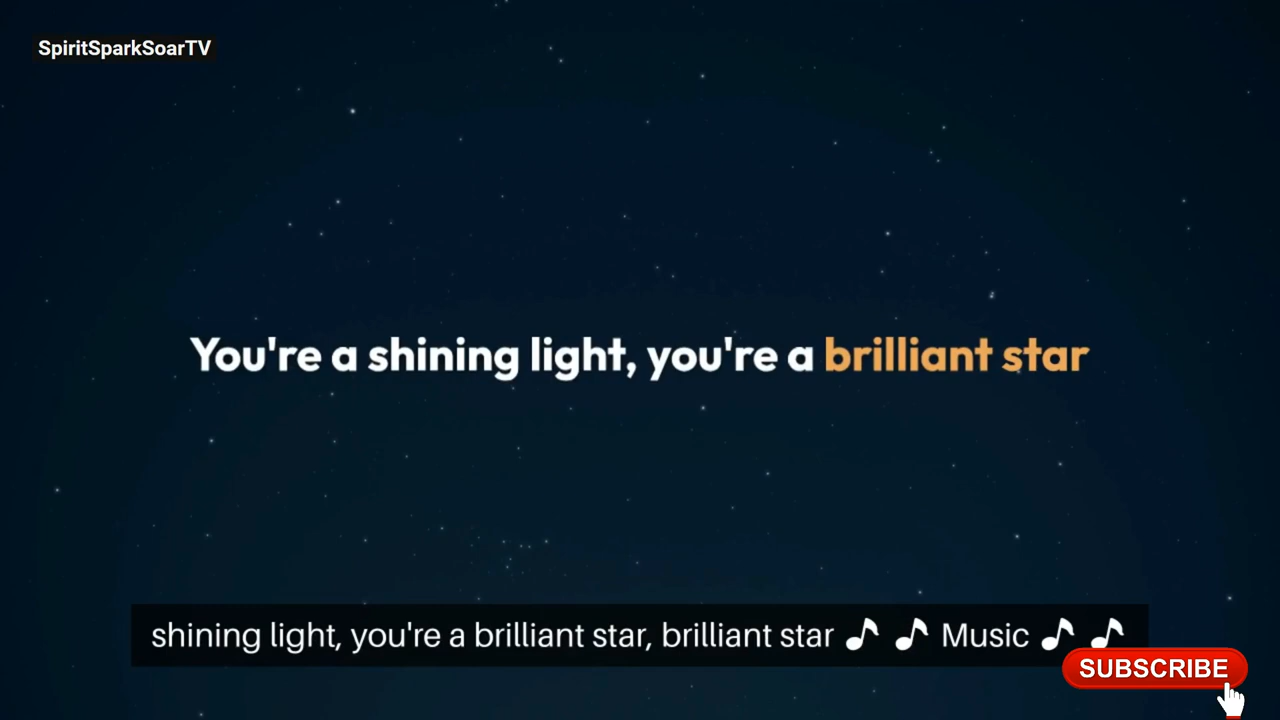 SpiritSparkSoarTV
You're a shining light, you're a brilliant star
shining light, you're a brilliant star, brilliant star 🎵 🎵 Music 🎵 🎵
SUBSCRIBE